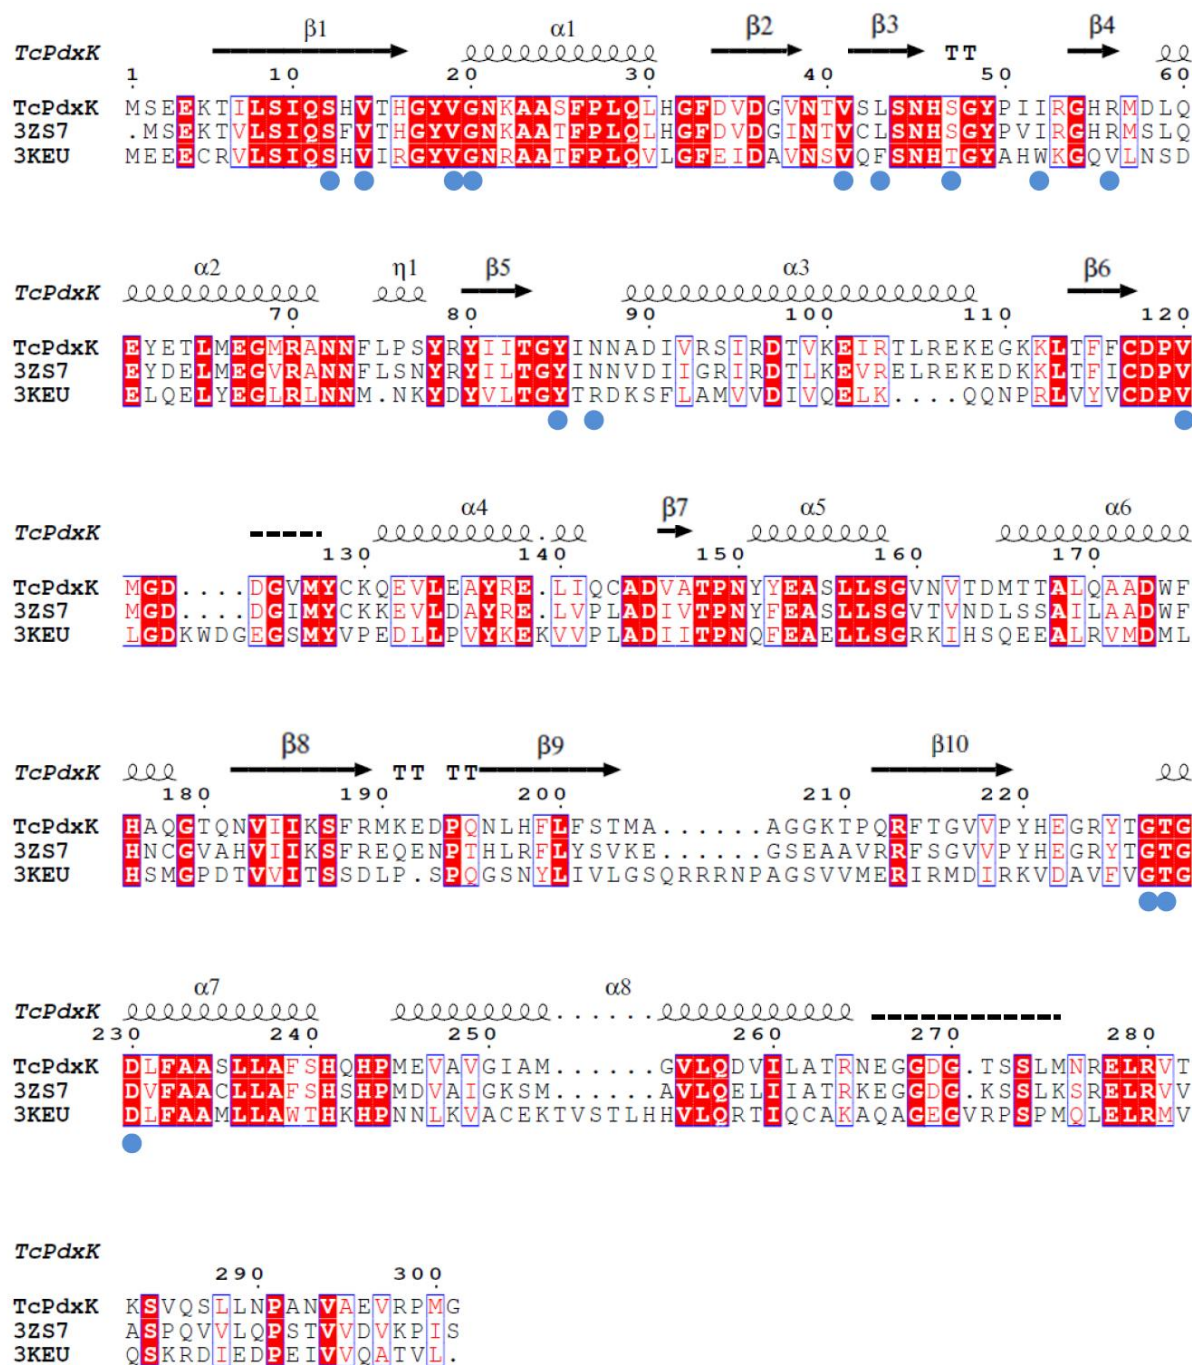 β1 α1 β2 β3 β4
TcPdxK TT
1 10 20 30 40 50 60
TcPdxK MSEEKTILSIQSHVTHGYVGNKAASFPLQLHGFDVDGVNTVSLSNHSGYPIIRGHRMDLQ
3ZS7 .MSEKTVLSIQSFVTHGYVGNKAATFPLQLHGFDVDGINTVCLSNHSGYPVIRGHRMSLQ
3KEU MEEECRVLSIQSHVIRGYVGNRAATFPLQVLGFEIDAVNSVQFSNHTGYAHWKGQVLNSD
α2 η1 β5 α3 β6
TcPdxK
70 80 90 100 110 120
TcPdxK EYETLMEGMRANNFLPSYRYIITGYINNADIVRSIRDTVKEIRTLREKEGKKLTFFCDPV
3ZS7 EYDELMEGVRANNFLSNYRYILTGYINNVDIIGRIRDTLKEVRELREKEDKKLTFICDPV
3KEU ELQELYEGLRLNNM.NKYDYVLTGYTRDKSFLAMVVDIVQELK....QQNPRLVYVCDPV
α4 β7 α5 α6
TcPdxK .
130 140 150 160 170
TcPdxK MGD....DGVMYCKQEVLEAYRE.LIQCADVATPNYYEASLLSGVNVTDMTTALQAADWF
3ZS7 MGD....DGIMYCKKEVLDAYRE.LVPLADIVTPNYFEASLLSGVTVNDLSSAILAADWF
3KEU LGDKWDGEGSMYVPEDLLPVYKEKVVPLADIITPNQFEAELLSGRKIHSQEEALRVMDML
β8 β9 β10
TcPdxK TT TT
180 190 200 210 220
TcPdxK HAQGTQNVIIKSFRMKEDPQNLHFLFSTMA......AGGKTPQRFTGVVPYHEGRYTGTG
3ZS7 HNCGVAHVIIKSFREQENPTHLRFLYSVKE......GSEAAVRRFSGVVPYHEGRYTGTG
3KEU HSMGPDTVVITSSDLP.SPQGSNYLIVLGSQRRRNPAGSVVMERIRMDIRKVDAVFVGTG
α7 α8
TcPdxK ......
230 240 250 260 270 280
TcPdxK DLFAASLLAFSHQHPMEVAVGIAM......GVLQDVILATRNEGGDG.TSSLMNRELRVT
3ZS7 DVFAACLLAFSHSHPMDVAIGKSM......AVLQELIIATRKEGGDG.KSSLKSRELRVT
3KEU DLFAAMLLAWTHKHPNNLKVACEKTVSTLHHVLQRTIQCAKAQAGEGVRPSPMQLELRMV
TcPdxK
290 300
TcPdxK KSVQSLLNPANVAEVRPMG
3ZS7 ASPQVVLQPSTVVDVKPIS
3KEU QSKRDIEDPEIVVQATVL.